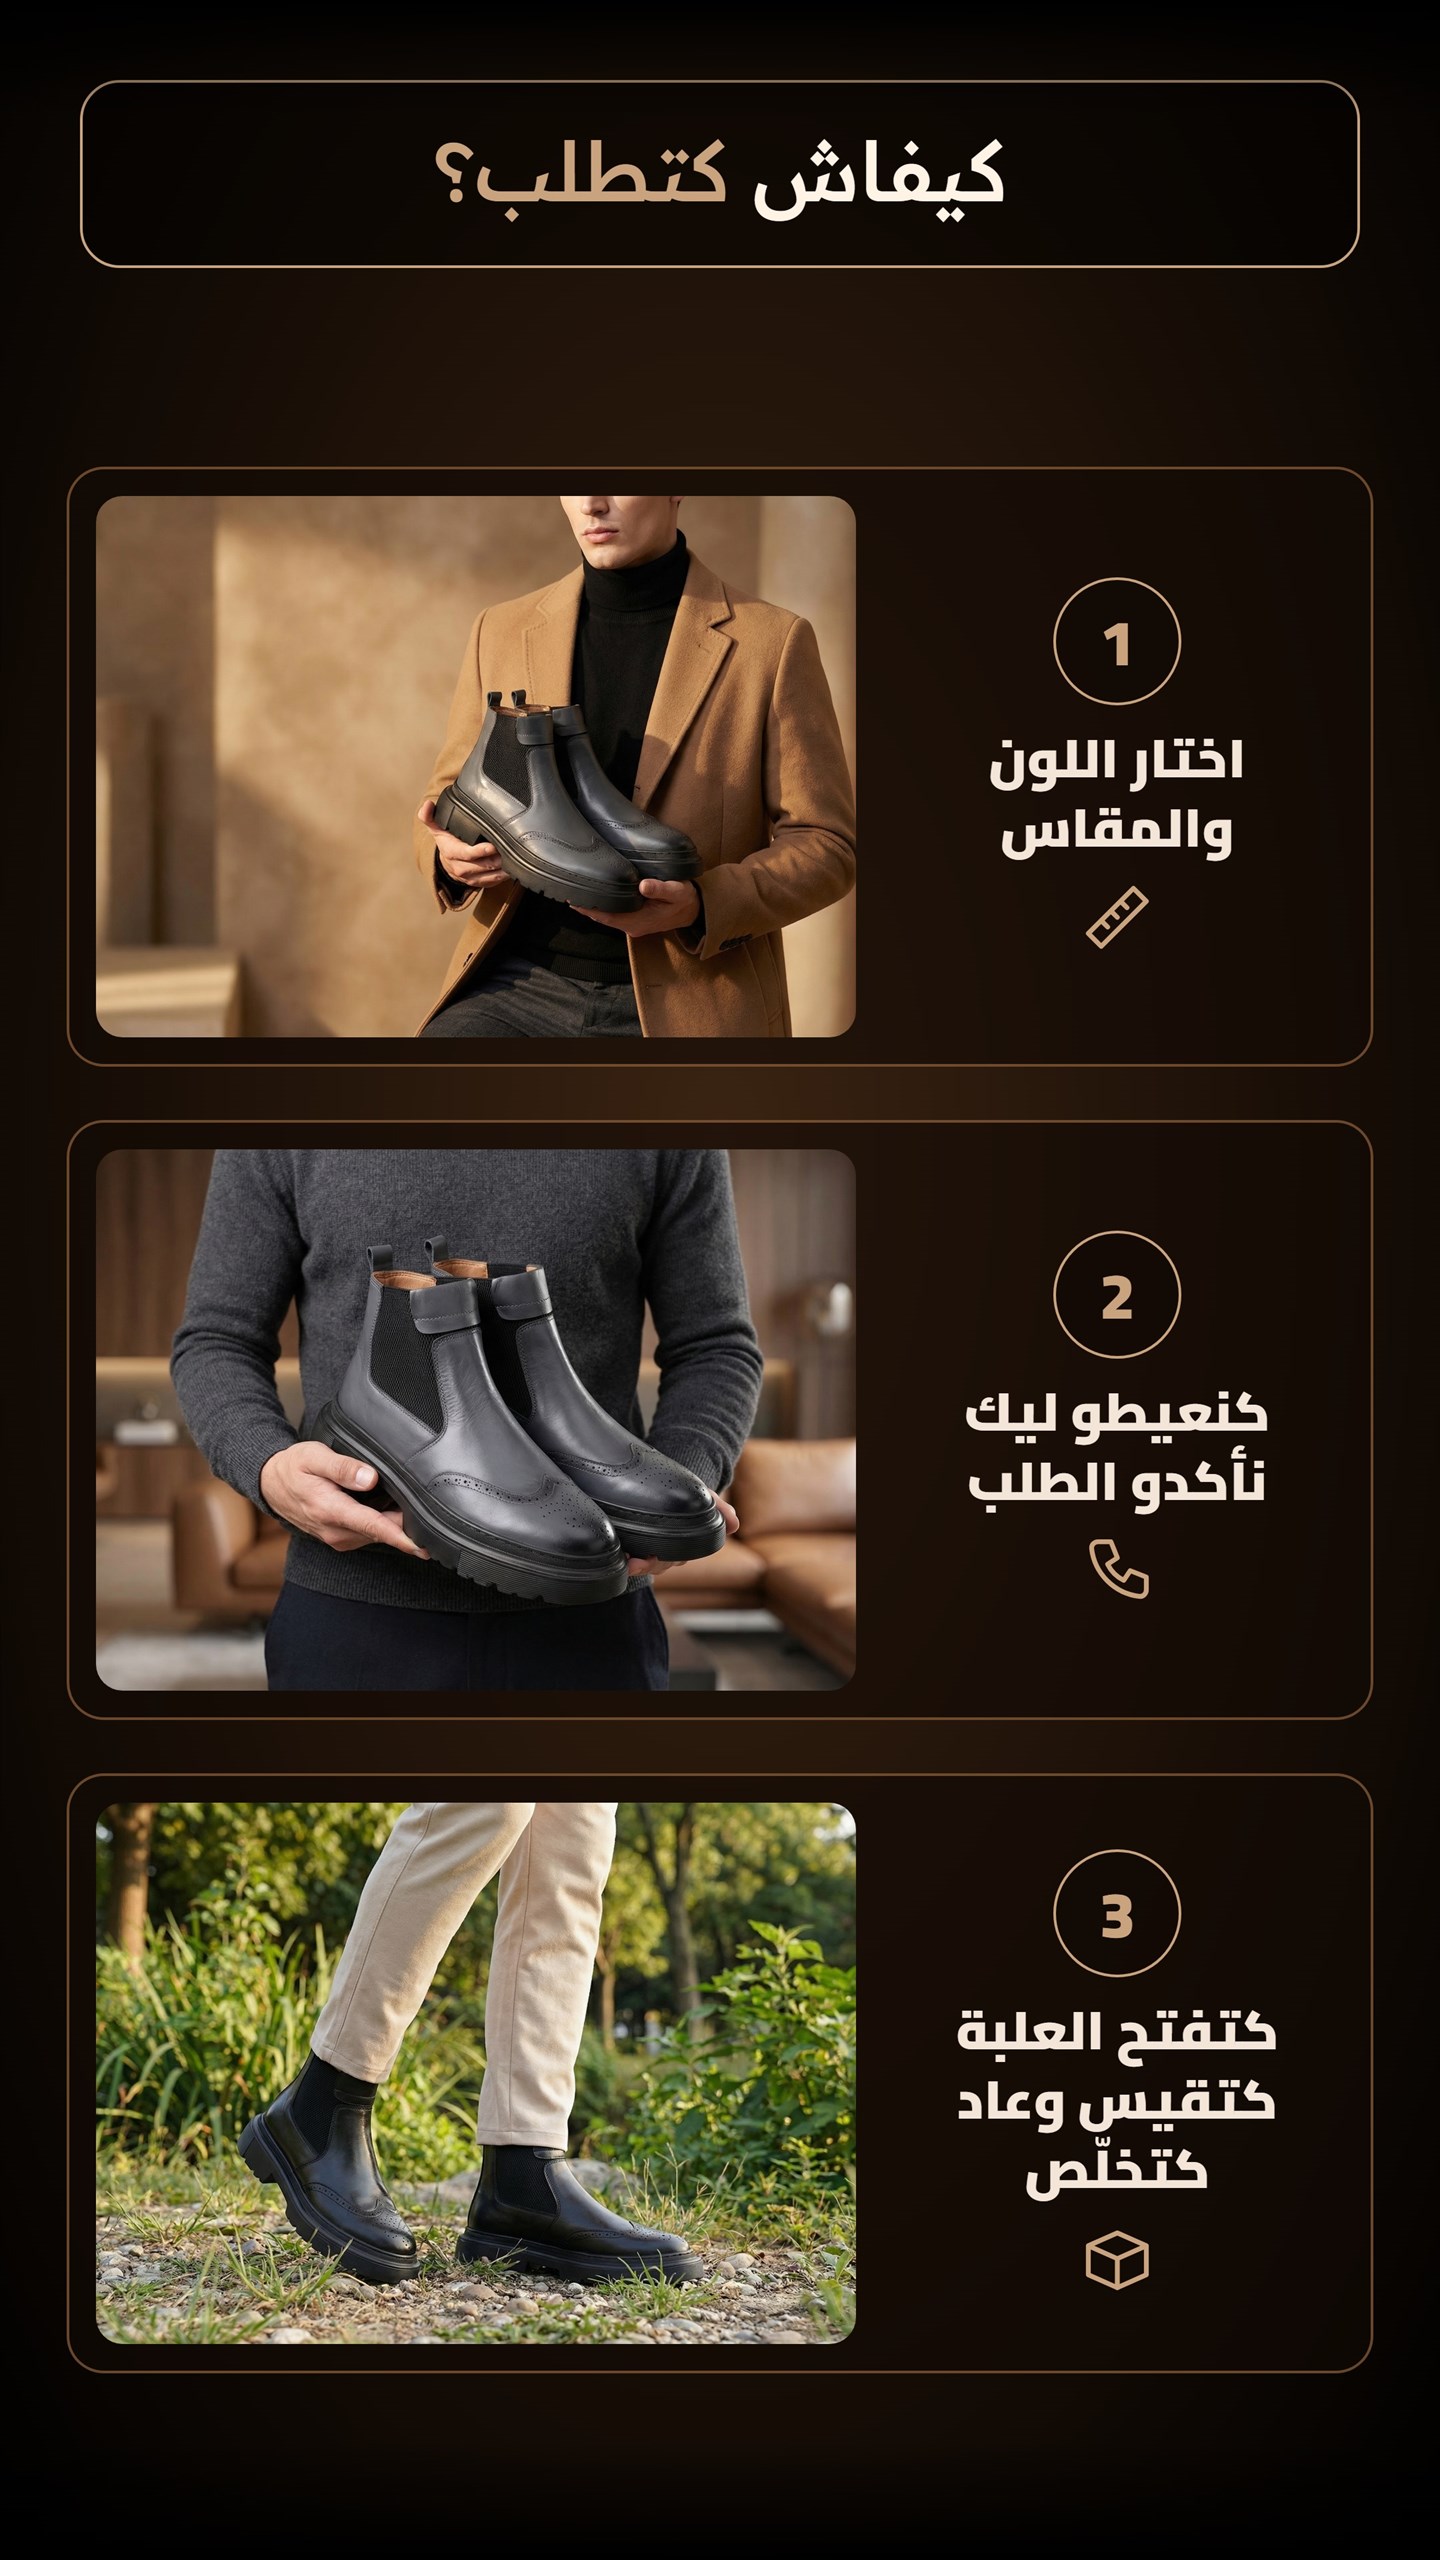 كيفاش كتطلب؟
1
اختار اللون
والمقاس
2
كنعيطو ليك
نأكدو الطلب
3
كتفتح العلبة
كتقيس وعاد
كتخلّص